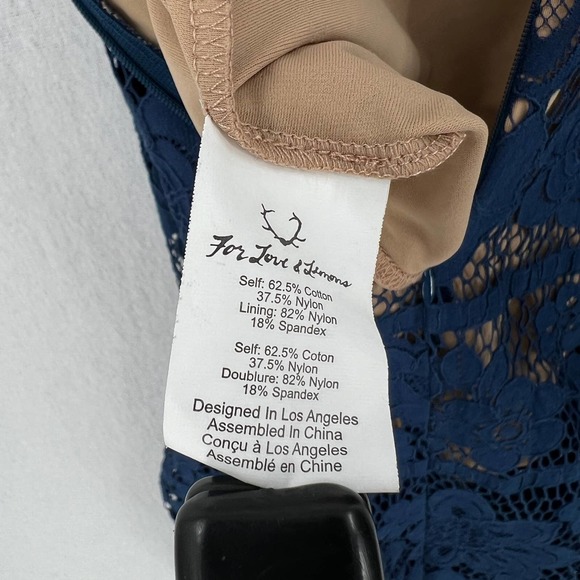 For Love & Lemons
Self: 62.5% Cotton
37.5% Nylon
Lining: 82% Nylon
18% Spandex
Self: 62.5% Coton
37.5% Nylon
Doublure: 82% Nylon
18% Spandex
Designed In Los Angeles
Assembled In China
Conçu à Los Angeles
Assemblé en Chine